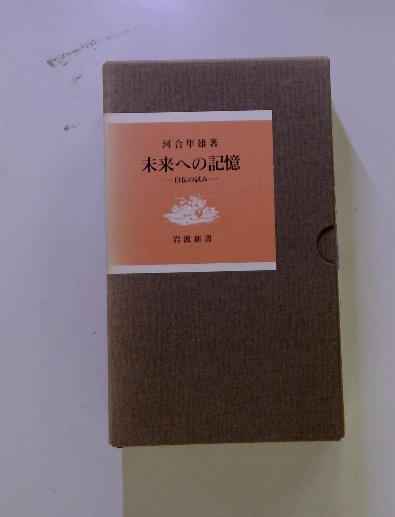 河合隼雄著
未来への記憶
—自伝の試み—
岩波新書